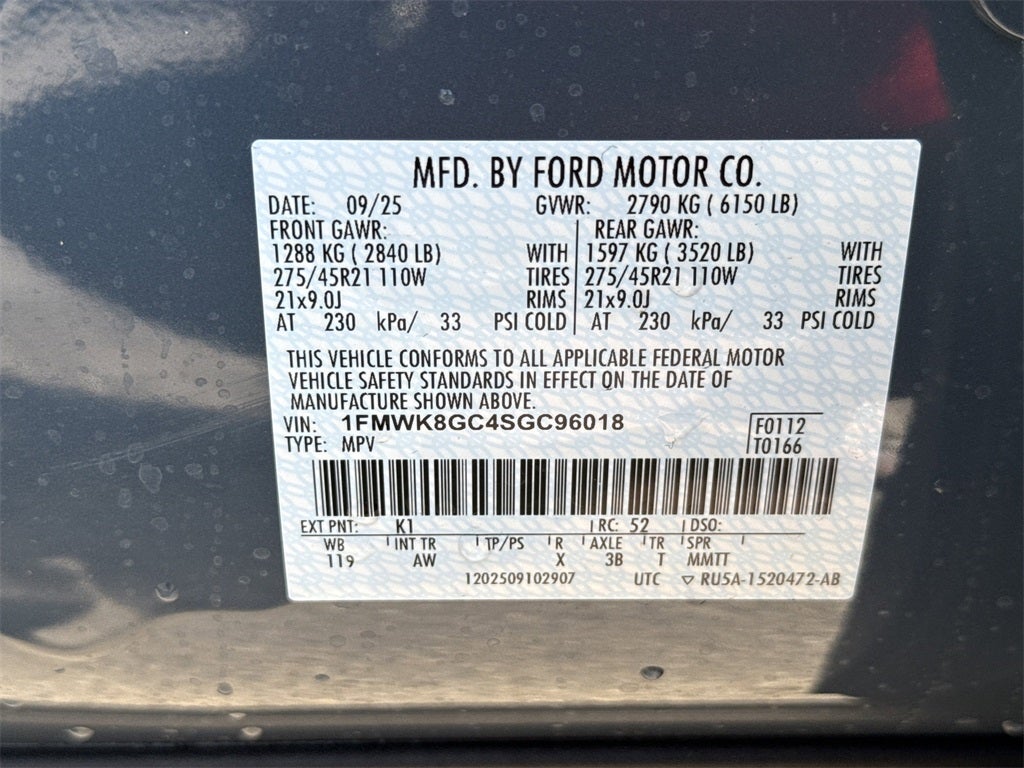 MFD. BY FORD MOTOR CO.
DATE: 09/25 GVWR: 2790 KG ( 6150 LB)
FRONT GAWR: REAR GAWR:
1288 KG ( 2840 LB) WITH 1597 KG ( 3520 LB) WITH
275/45R21 110W TIRES 275/45R21 110W TIRES
21x9.0J RIMS 21x9.0J RIMS
AT 230 kPa/ 33 PSI COLD AT 230 kPa/ 33 PSI COLD
THIS VEHICLE CONFORMS TO ALL APPLICABLE FEDERAL MOTOR
VEHICLE SAFETY STANDARDS IN EFFECT ON THE DATE OF
MANUFACTURE SHOWN ABOVE.
VIN: 1FMWK8GC4SGC96018 F0112
TYPE: MPV T0166
EXT PNT: K1 RC: 52 DSO:
WB INT TR TP/PS R AXLE TR SPR
119 AW X 3B T MMTT
1202509102907 UTC ▽ RU5A-1520472-AB